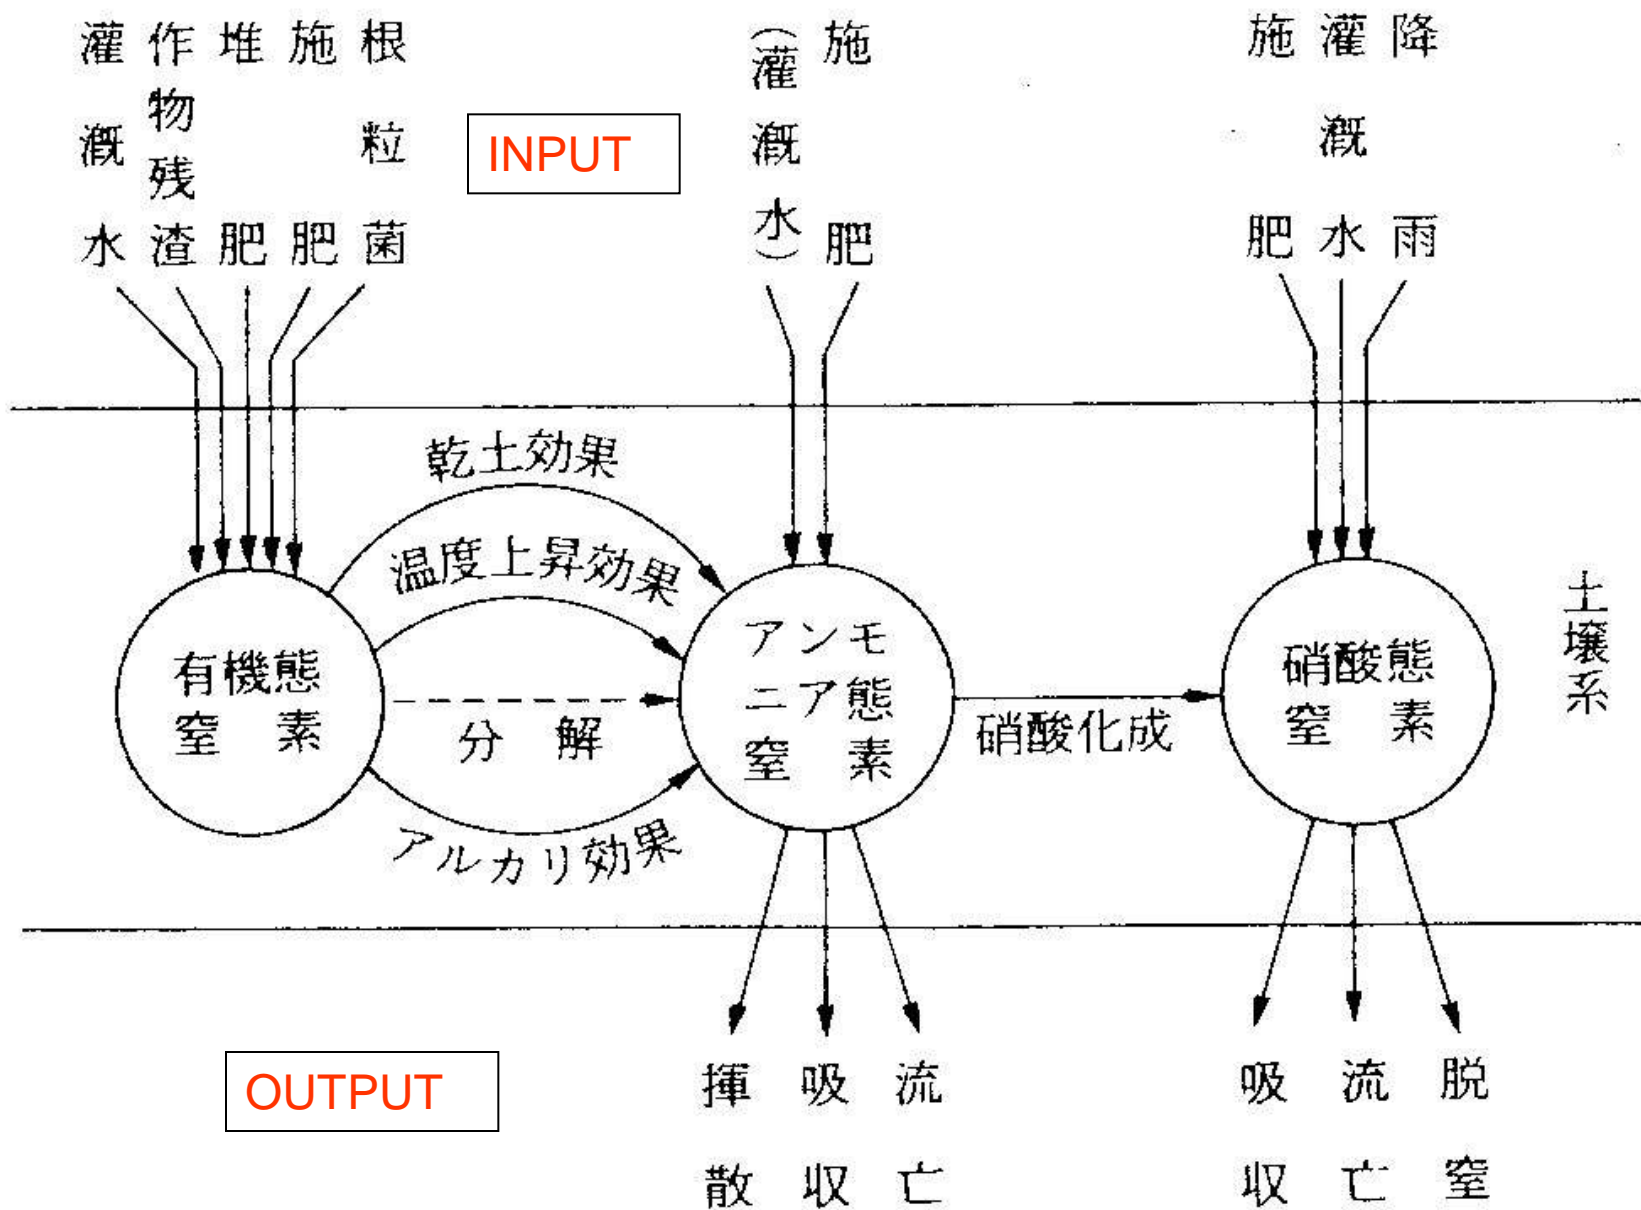 灌漑水
作物残渣
堆肥
施肥
根粒菌
INPUT
(灌漑水)
施肥
施肥
灌漑水
降雨
乾土効果
温度上昇効果
有機態
窒素
分解
アルカリ効果
アンモ
ニア態
窒素
硝酸化成
硝酸態
窒素
土壌系
OUTPUT
揮散
吸収
流亡
吸収
流亡
脱窒